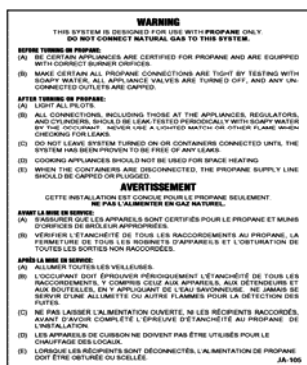 WARNING
THIS SYSTEM IS DESIGNED FOR USE WITH PROPANE ONLY.
DO NOT CONNECT NATURAL GAS TO THIS SYSTEM.
BEFORE TURNING ON PROPANE:
(A) BE CERTAIN APPLIANCES ARE CERTIFIED FOR PROPANE AND ARE EQUIPPED
WITH CORRECT BURNER ORIFICES.
(B) MAKE CERTAIN ALL PROPANE CONNECTIONS ARE TIGHT BY TESTING WITH
SOAPY WATER, ALL APPLIANCE VALVES ARE TURNED OFF, AND ANY UN-
CONNECTED OUTLETS ARE CAPPED.
AFTER TURNING ON PROPANE:
(A) LIGHT ALL PILOTS.
(B) ALL CONNECTIONS, INCLUDING THOSE AT THE APPLIANCES, REGULATORS,
AND CYLINDERS, SHOULD BE LEAK-TESTED PERIODICALLY WITH SOAPY WATER
BY THE OCCUPANT. NEVER USE A LIGHTED MATCH OR OTHER FLAME WHEN
CHECKING FOR LEAKS.
(C) DO NOT LEAVE SYSTEM TURNED ON OR CONTAINERS CONNECTED UNTIL THE
SYSTEM HAS BEEN PROVEN TO BE FREE OF ANY LEAKS.
(D) COOKING APPLIANCES SHOULD NOT BE USED FOR SPACE HEATING
(E) WHEN THE CONTAINERS ARE DISCONNECTED, THE PROPANE SUPPLY LINE
SHOULD BE CAPPED OR PLUGGED.
AVERTISSEMENT
CETTE INSTALLATION EST CONÇUE POUR LE PROPANE SEULEMENT.
NE PAS L'ALIMENTER EN GAZ NATUREL.
AVANT LA MISE EN SERVICE:
(A) S'ASSURER QUE LES APPAREILS SONT CERTIFIÉS POUR LE PROPANE ET MUNIS
D'ORIFICES DE BRÛLEUR APPROPRIÉES.
(B) VÉRIFIER L'ÉTANCHÉITÉ DE TOUS LES RACCORDEMENTS AU PROPANE, LA
FERMETURE DE TOUS LES ROBINETS D'APPAREILS ET L'OBTURATION DE
TOUTES LES SORTIES NON RACCORDÉES.
APRÈS LA MISE EN SERVICE:
(A) ALLUMER TOUTES LES VEILLEUSES.
(B) L'OCCUPANT DOIT ÉPROUVER PÉRIODIQUEMENT L'ÉTANCHÉITÉ DE TOUS LES
RACCORDEMENTS, Y COMPRIS CEUX AUX APPAREILS, AUX DÉTENDEURS ET
AUX BOUTEILLES, EN Y APPLIQUANT DE L'EAU SAVONNEUSE. NE JAMAIS SE
SERVIR D'UNE ALLUMETTE OU AUTRE FLAMMES POUR LA DÉTECTION DES
FUITES.
(C) NE PAS LAISSER L'ALIMENTATION OUVERTE, NI LES RÉCIPIENTS RACCORDÉS,
AVANT D'AVOIR COMPLÉTÉ L'ÉPREUVE D'ÉTANCHÉITÉ AU PROPANE DE
L'INSTALLATION.
(D) LES APPAREILS DE CUISSON NE DOIVENT PAS ÊTRE UTILISÉS POUR LE
CHAUFFAGE DES LOCAUX.
(E) LORSQUE LES RÉCIPIENTS SONT DÉCONNECTÉS, L'ALIMENTATION DE PROPANE
DOIT ÊTRE OBTURÉE OU SCELLÉE.
JA-105